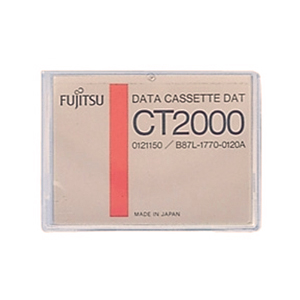 FUJITSU
DATA CASSETTE DAT
CT2000
0121150 / B87L-1770-0120A
MADE IN JAPAN